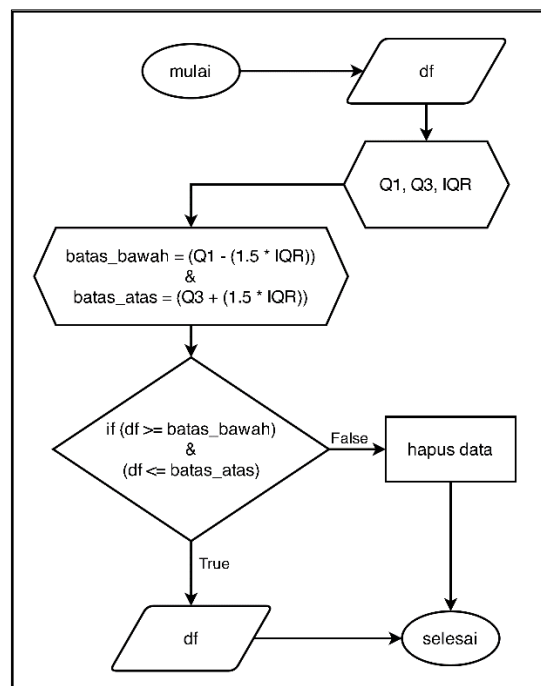 mulai
df
Q1, Q3, IQR
batas_bawah = (Q1 - (1.5 * IQR))
&
batas_atas = (Q3 + (1.5 * IQR))
if (df >= batas_bawah)
&
(df <= batas_atas)
False
hapus data
True
df
selesai